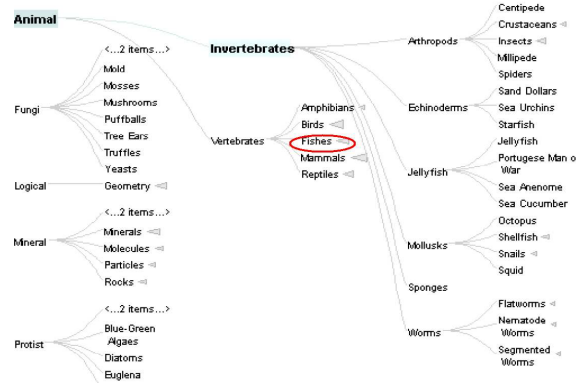 Animal
Fungi
<...2 items...>
Mold
Mosses
Mushrooms
Puffballs
Tree Ears
Truffles
Yeasts
Logical
Geometry
Mineral
<...2 items...>
Minerals
Molecules
Particles
Rocks
Protist
<...2 items...>
Blue-Green
Algaes
Diatoms
Euglena
Invertebrates
Vertebrates
Amphibians
Birds
Fishes
Mammals
Reptiles
Arthropods
Centipede
Crustaceans
Insects
Millipede
Spiders
Echinoderms
Sand Dollars
Sea Urchins
Starfish
Jellyfish
Jellyfish
Portugese Man o
War
Sea Anenome
Sea Cucumber
Mollusks
Octopus
Shellfish
Snails
Squid
Sponges
Worms
Flatworms
Nematode
Worms
Segmented
Worms